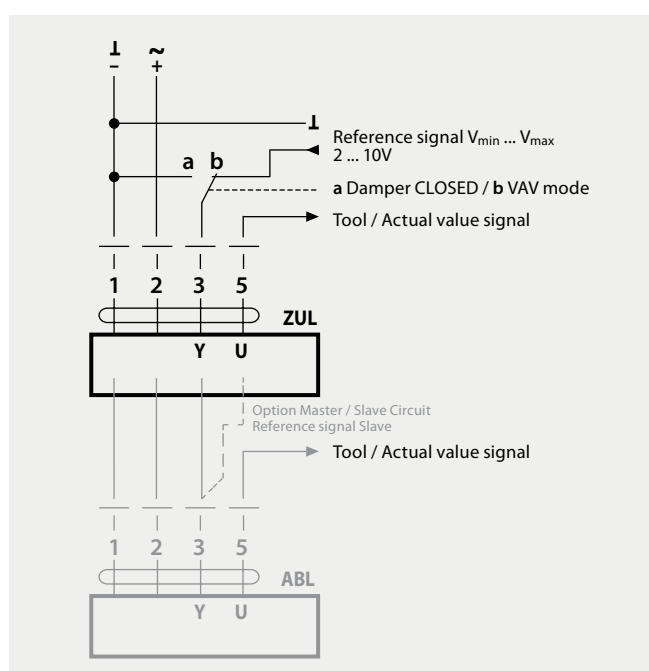 ⊥ ~
– +
⊥
Reference signal Vmin ... Vmax
2 ... 10V
a b
a Damper CLOSED / b VAV mode
Tool / Actual value signal
1 2 3 5
ZUL
Y U
Option Master / Slave Circuit
Reference signal Slave
Tool / Actual value signal
1 2 3 5
ABL
Y U